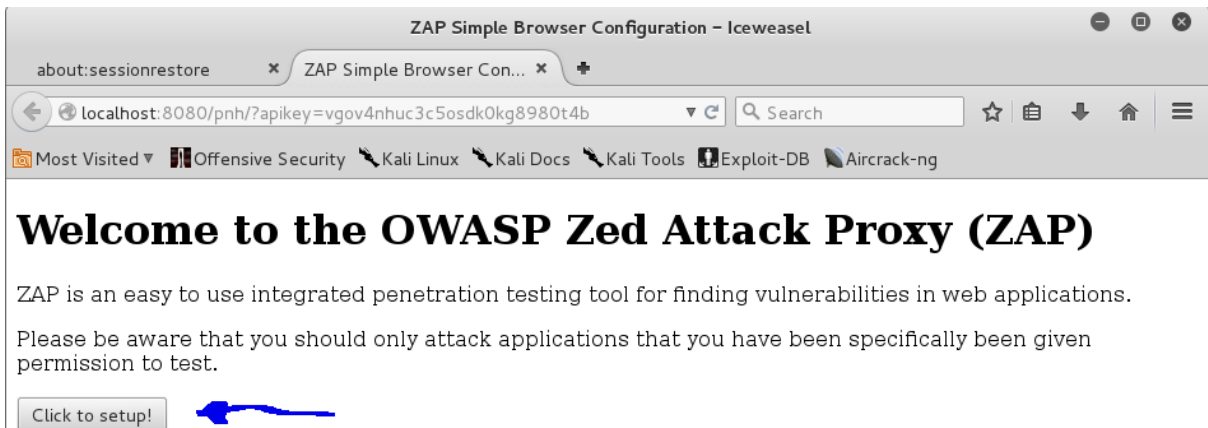 ZAP Simple Browser Configuration – Iceweasel
about:sessionrestore
ZAP Simple Browser Con...
localhost:8080/pnh/?apikey=vgov4nhuc3c5osdk0kg8980t4b
Search
Most Visited
Offensive Security
Kali Linux
Kali Docs
Kali Tools
Exploit-DB
Aircrack-ng
Welcome to the OWASP Zed Attack Proxy (ZAP)
ZAP is an easy to use integrated penetration testing tool for finding vulnerabilities in web applications.
Please be aware that you should only attack applications that you have been specifically been given
permission to test.
Click to setup!